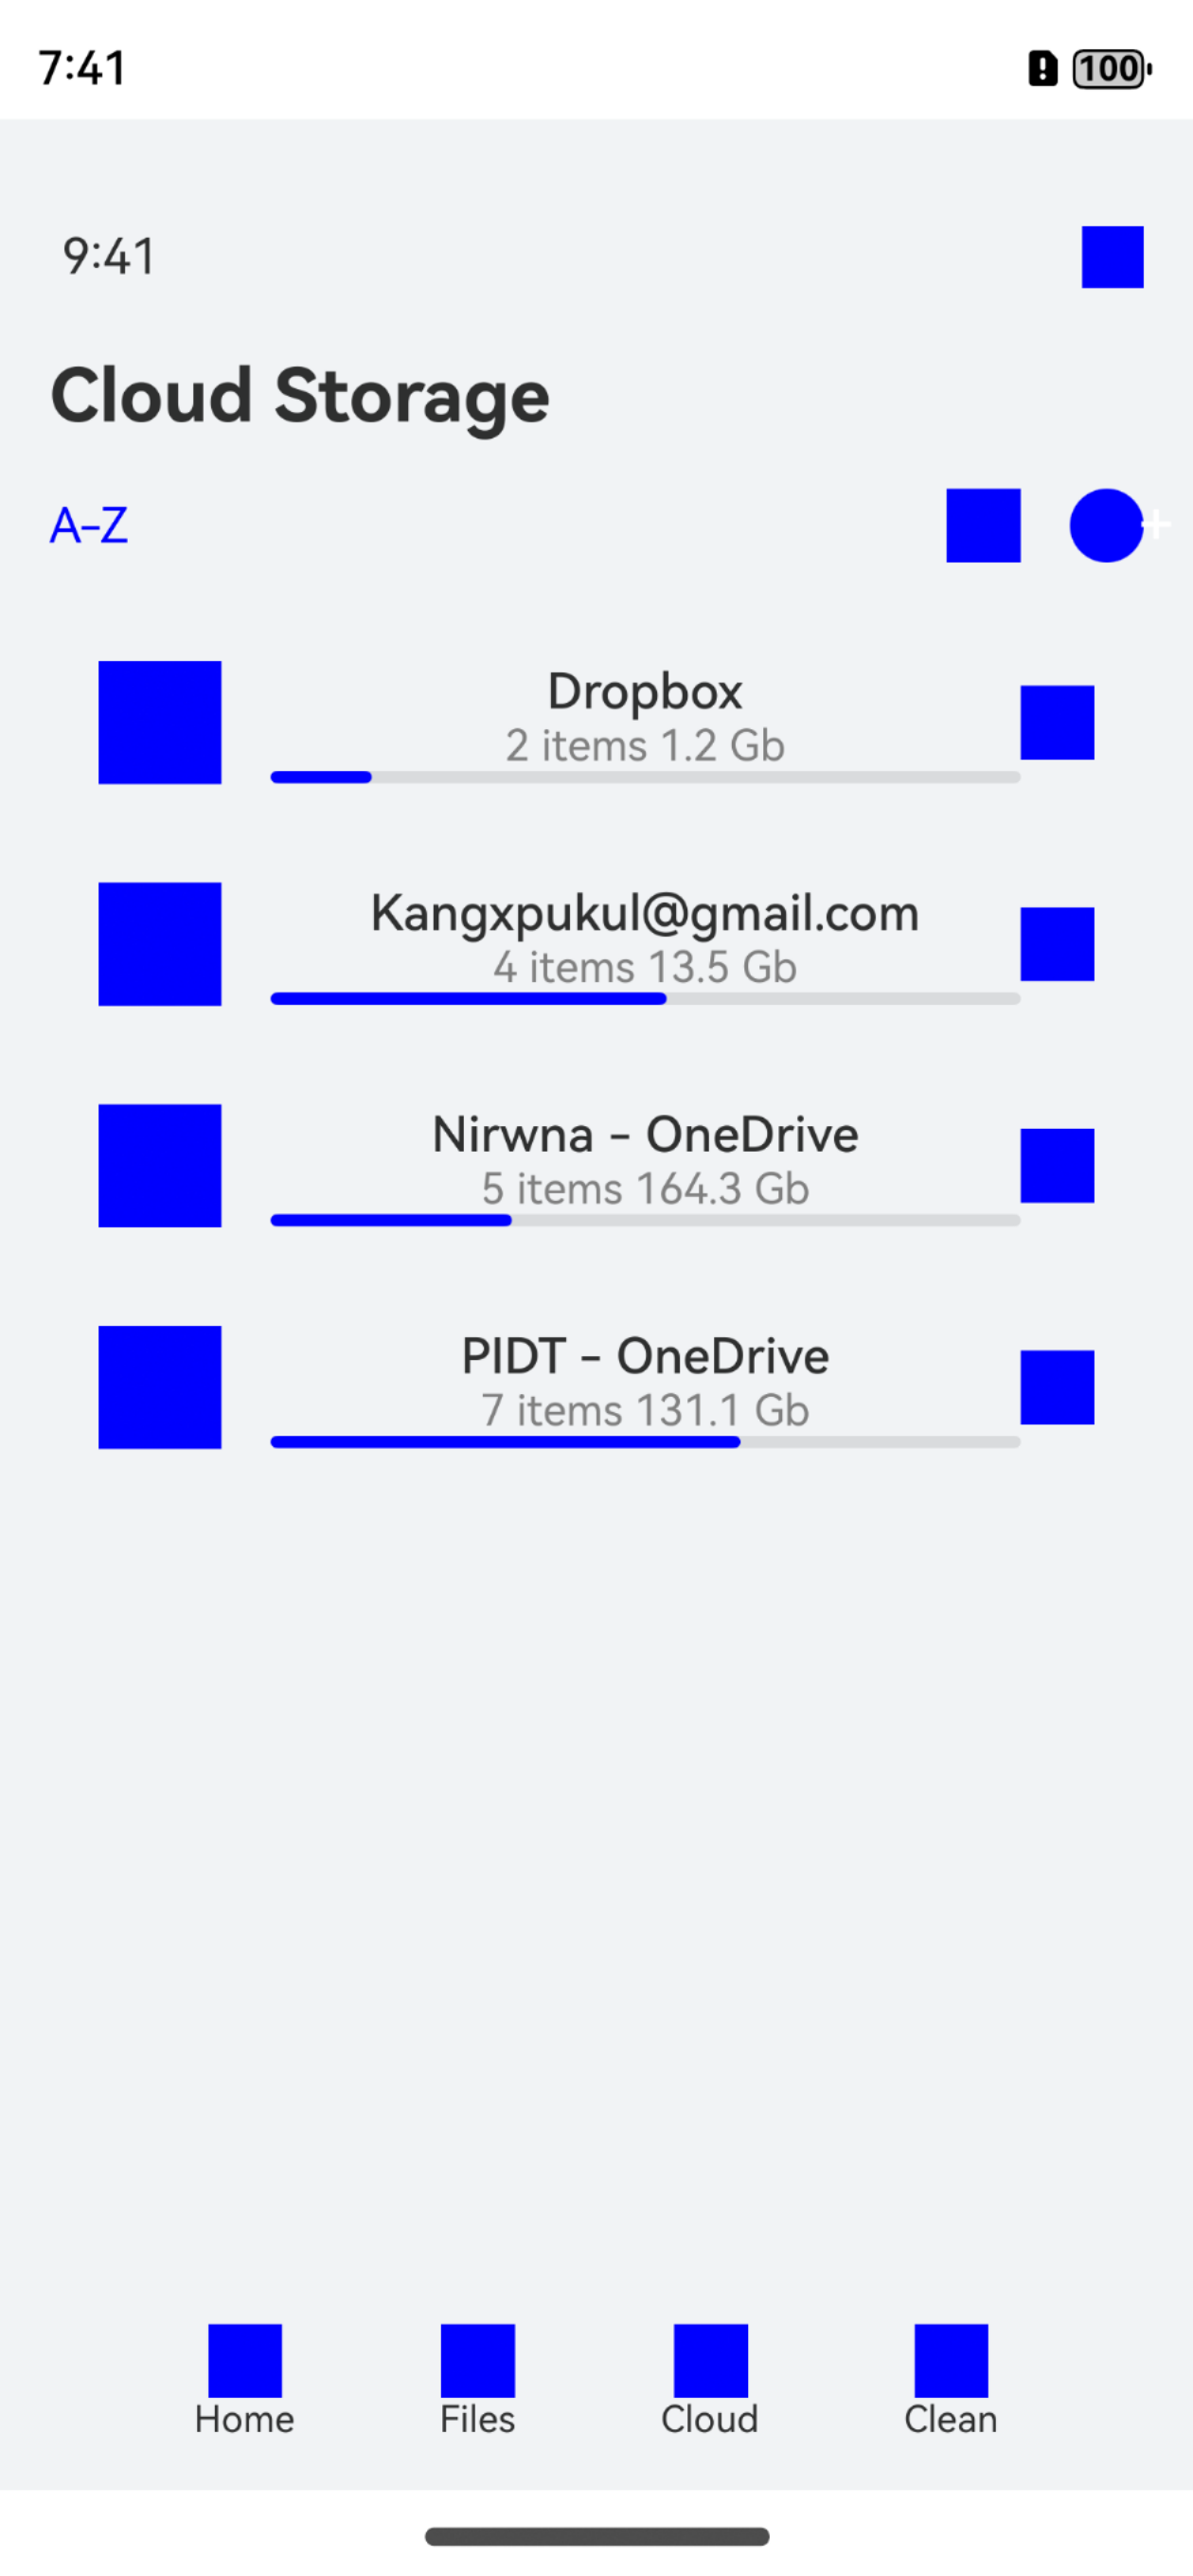 7:41
100
9:41
Cloud Storage
A-Z
+
Dropbox
2 items 1.2 Gb
Kangxpukul@gmail.com
4 items 13.5 Gb
Nirwna - OneDrive
5 items 164.3 Gb
PIDT - OneDrive
7 items 131.1 Gb
Home Files Cloud Clean